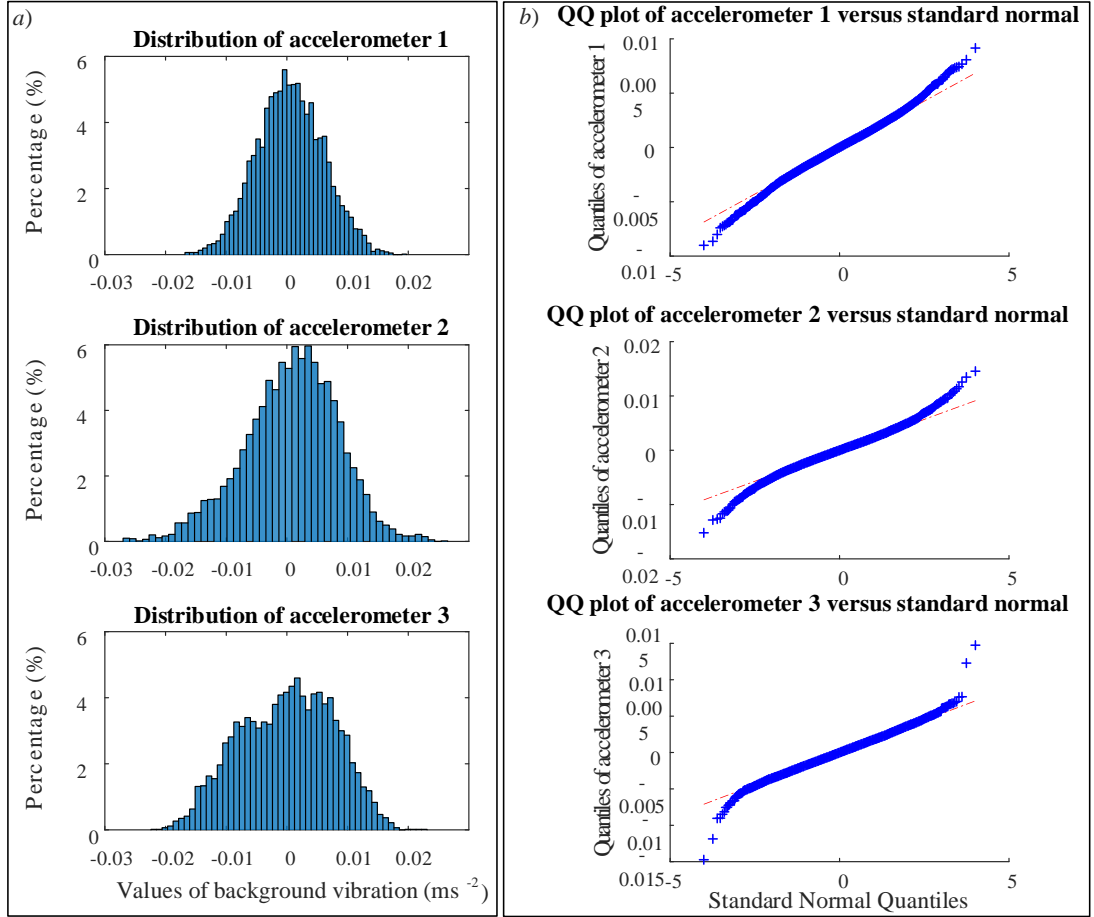 a)
Distribution of accelerometer 1
Percentage (%)
6
4
2
0
-0.03 -0.02 -0.01 0 0.01 0.02
Distribution of accelerometer 2
Percentage (%)
6
4
2
0
-0.03 -0.02 -0.01 0 0.01 0.02
Distribution of accelerometer 3
Percentage (%)
6
4
2
0
-0.03 -0.02 -0.01 0 0.01 0.02
Values of background vibration (ms⁻²)
b)
QQ plot of accelerometer 1 versus standard normal
Quantiles of accelerometer 1
0.01
0.00
5
0
-
0.005
-
0.01
-5 0 5
QQ plot of accelerometer 2 versus standard normal
Quantiles of accelerometer 2
0.02
0.01
0
-
0.01
-
0.02
-5 0 5
QQ plot of accelerometer 3 versus standard normal
Quantiles of accelerometer 3
0.01
5
0.01
0.00
5
0
-
0.005
-
0.01
-
0.015
-5 0 5
Standard Normal Quantiles